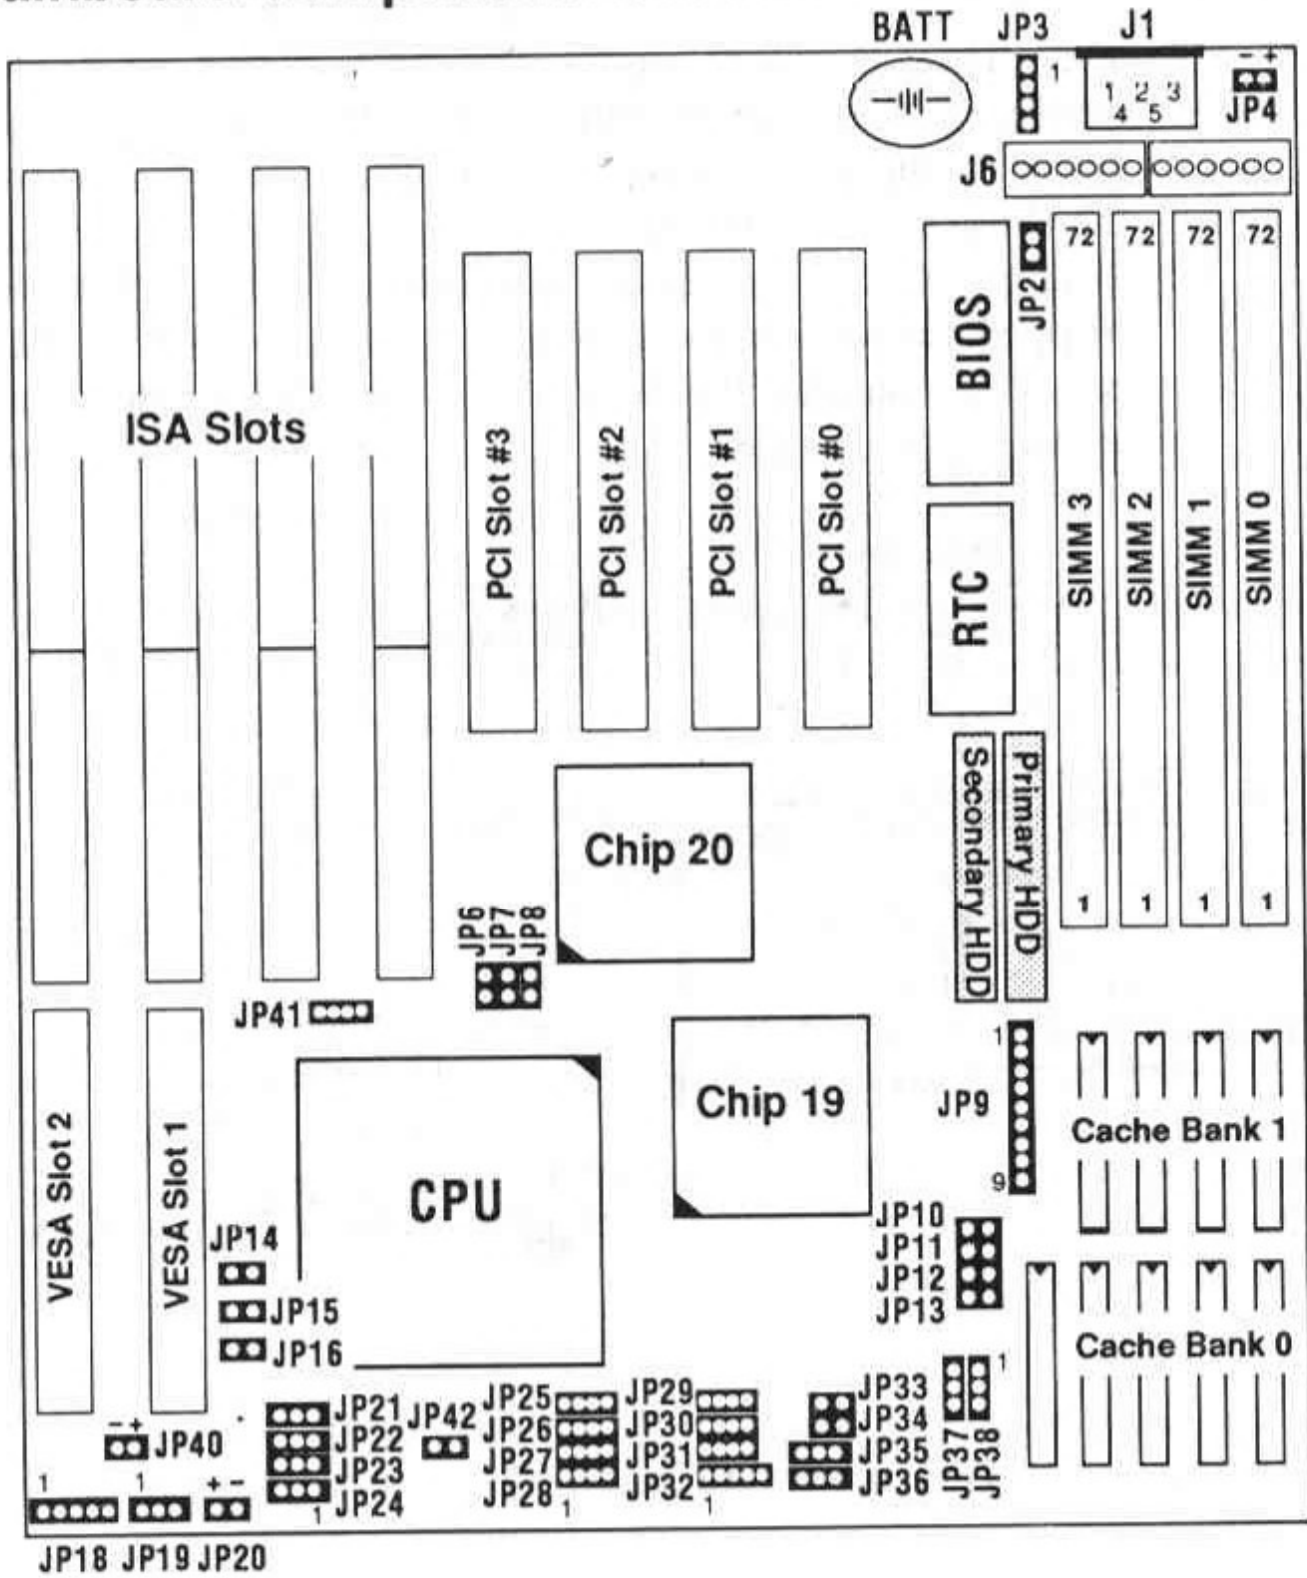 BATT JP3 J1
1 - +
1 2 3
4 5
JP4
J6
72 72 72 72
JP2
BIOS
ISA Slots
PCI Slot #3
PCI Slot #2
PCI Slot #1
PCI Slot #0
RTC
SIMM 3
SIMM 2
SIMM 1
SIMM 0
Secondary HDD
Primary HDD
Chip 20
1 1 1 1
JP6
JP7
JP8
JP41
1
Chip 19
JP9
Cache Bank 1
9
CPU
VESA Slot 2
VESA Slot 1
JP14
JP15
JP16
JP10
JP11
JP12
JP13
Cache Bank 0
1
JP21
JP22
JP23
JP24
1
JP42
JP25
JP26
JP27
JP28
1
JP29
JP30
JP31
JP32
1
JP33
JP34
JP35
JP36
JP37
JP38
- +
JP40
1 1 + -
JP18 JP19 JP20